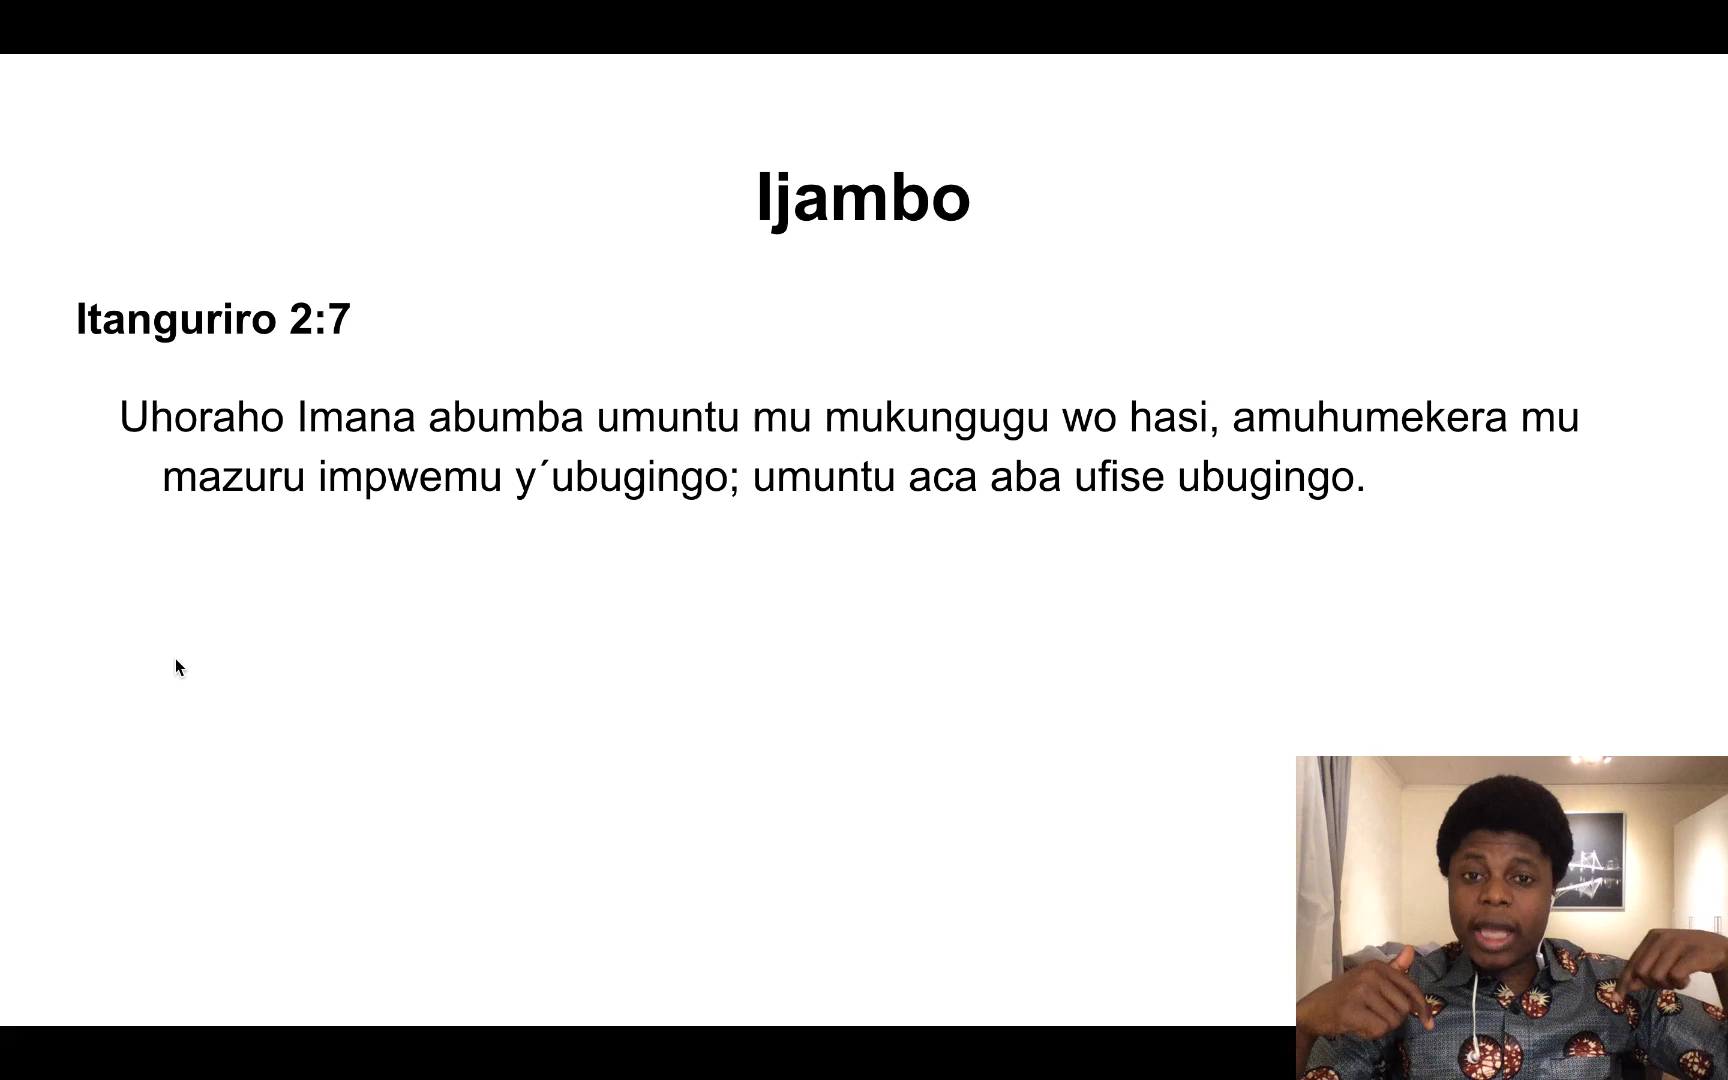 Ijambo
Itanguriro 2:7
Uhoraho Imana abumba umuntu mu mukungugu wo hasi, amuhumekera mu
mazuru impwemu y´ubugingo; umuntu aca aba ufise ubugingo.